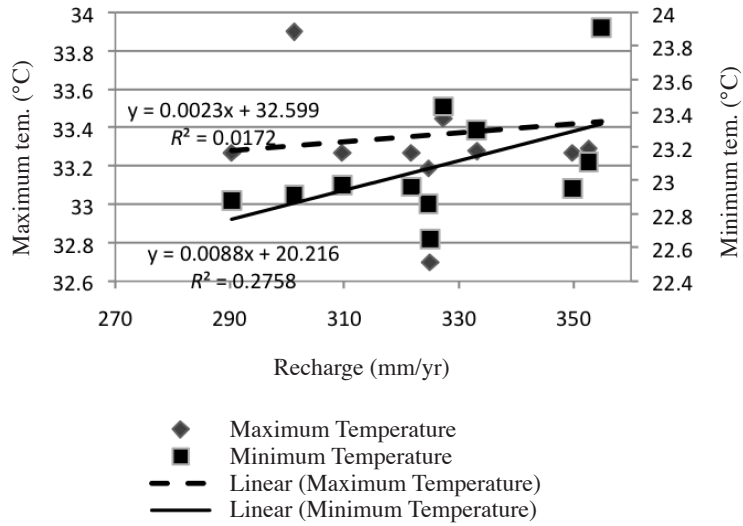 34
33.8
33.6
33.4
33.2
33
32.8
32.6
Maximum tem. (°C)
24
23.8
23.6
23.4
23.2
23
22.8
22.6
22.4
Minimum tem. (°C)
y = 0.0023x + 32.599
R² = 0.0172
y = 0.0088x + 20.216
R² = 0.2758
270 290 310 330 350
Recharge (mm/yr)
Maximum Temperature
Minimum Temperature
Linear (Maximum Temperature)
Linear (Minimum Temperature)